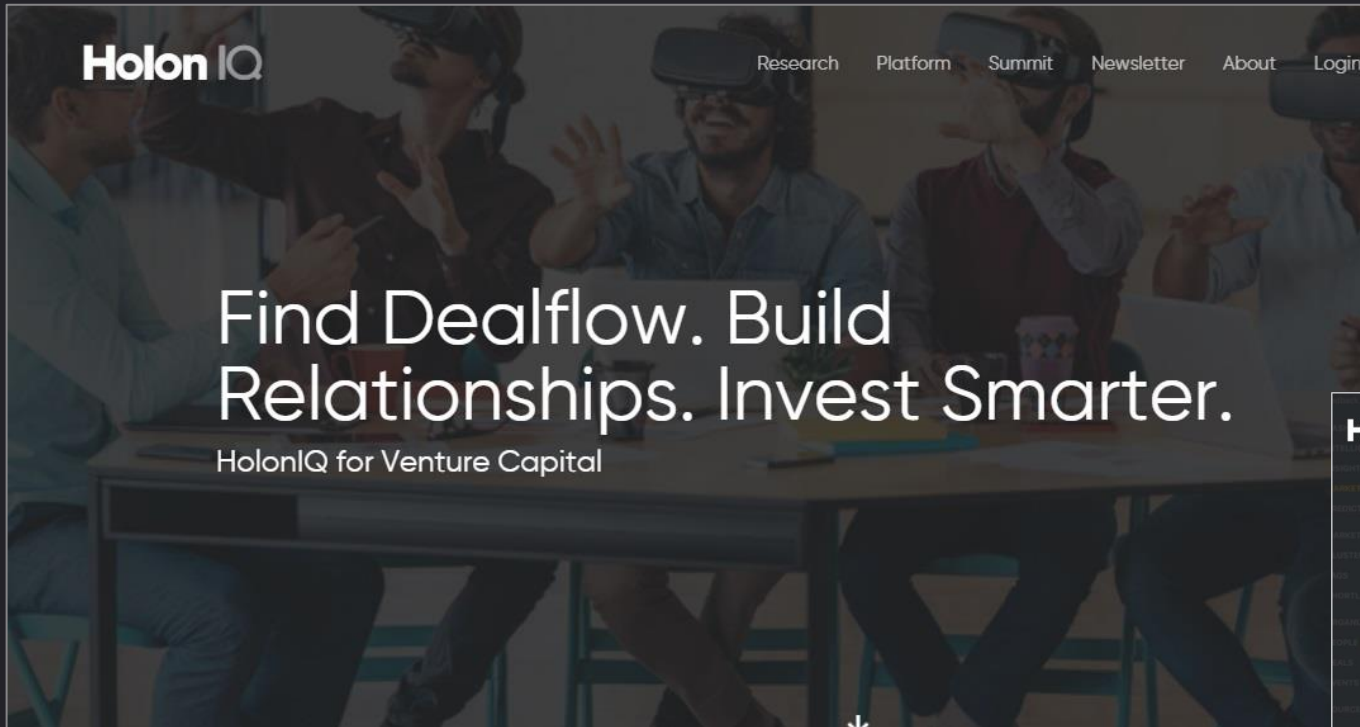 Holon IQ
Research Platform Summit Newsletter About Login
Find Dealflow. Build
Relationships. Invest Smarter.
HolonIQ for Venture Capital
H